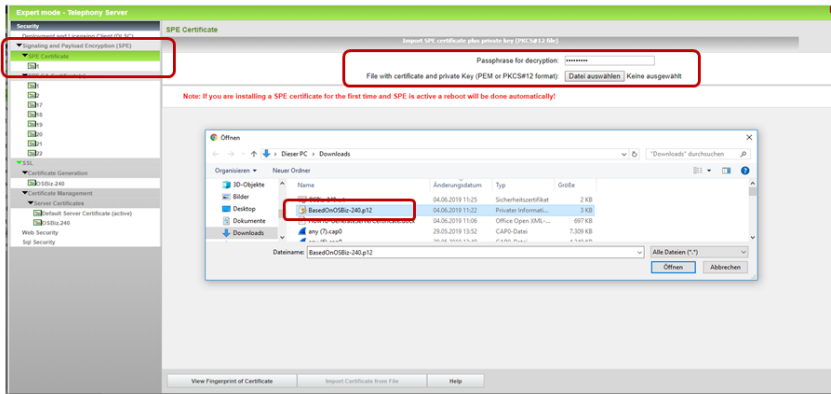 Expert mode - Telephony Server
Security
Deployment and Licensing Client (DLSC)
▼Signaling and Payload Encryption (SPE)
▼SPE Certificate
1
1
2
17
18
19
20
21
22
▼SSL
▼Certificate Generation
OSBiz-240
▼Certificate Management
▼Server Certificates
Default Server Certificate (active)
OSBiz.240
Web Security
Sql Security
SPE Certificate
Import SPE certificate plus private key (PKCS#12 file)
Passphrase for decryption:
File with certificate and private Key (PEM or PKCS#12 format): Datei auswählen Keine ausgewählt
Note: If you are installing a SPE certificate for the first time and SPE is active a reboot will be done automatically!
Öffnen
Dieser PC > Downloads
"Downloads" durchsuchen
Organisieren Neuer Ordner
3D-Objekte
Bilder
Desktop
Dokumente
Downloads
Name Änderungsdatum Typ Größe
04.06.2019 11:25 Sicherheitszertifikat 2 KB
BasedOnOSBiz-240.p12 04.06.2019 11:22 Privater Informati... 3 KB
04.06.2019 11:06 Office Open XML-... 697 KB
any (7).cap0 29.05.2019 13:52 CAP0-Datei 7.309 KB
Dateiname: BasedOnOSBiz-240.p12 Alle Dateien (*.*)
Öffnen Abbrechen
View Fingerprint of Certificate Import Certificate from File Help